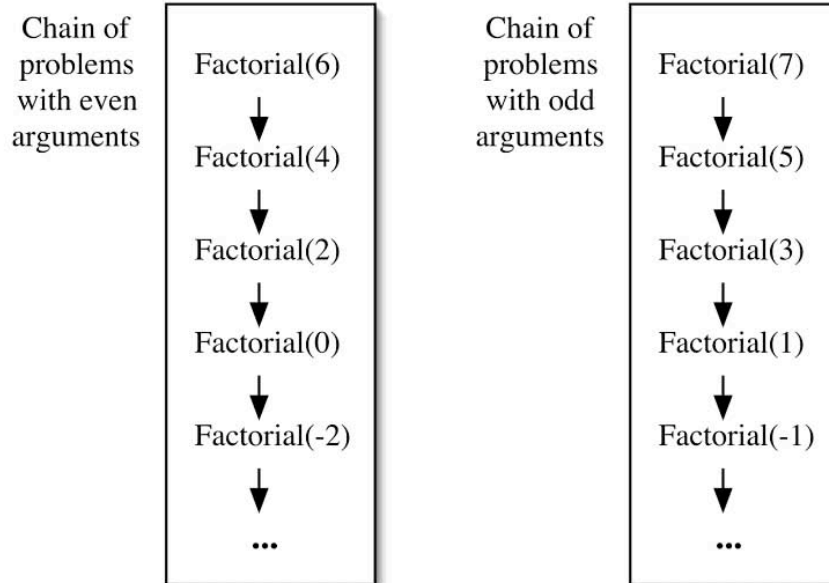 Chain of
problems
with even
arguments
Factorial(6)
Factorial(4)
Factorial(2)
Factorial(0)
Factorial(-2)
...
Chain of
problems
with odd
arguments
Factorial(7)
Factorial(5)
Factorial(3)
Factorial(1)
Factorial(-1)
...